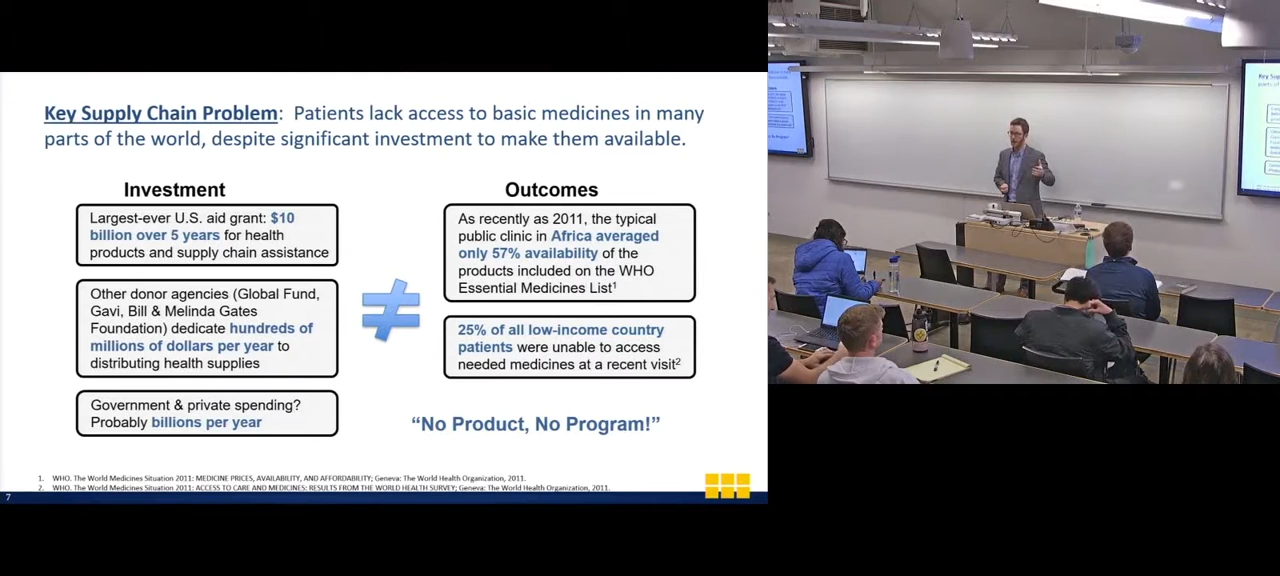 Key Supply Chain Problem: Patients lack access to basic medicines in many
parts of the world, despite significant investment to make them available.
Investment
Largest-ever U.S. aid grant: $10
billion over 5 years for health
products and supply chain assistance
Other donor agencies (Global Fund,
Gavi, Bill & Melinda Gates
Foundation) dedicate hundreds of
millions of dollars per year to
distributing health supplies
Government & private spending?
Probably billions per year
≠
Outcomes
As recently as 2011, the typical
public clinic in Africa averaged
only 57% availability of the
products included on the WHO
Essential Medicines List1
25% of all low-income country
patients were unable to access
needed medicines at a recent visit2
“No Product, No Program!”
1. WHO. The World Medicines Situation 2011: MEDICINE PRICES, AVAILABILITY, AND AFFORDABILITY; Geneva: The World Health Organization, 2011.
2. WHO. The World Medicines Situation 2011: ACCESS TO CARE AND MEDICINES: RESULTS FROM THE WORLD HEALTH SURVEY; Geneva: The World Health Organization, 2011.
7
Key Sup
parts of th